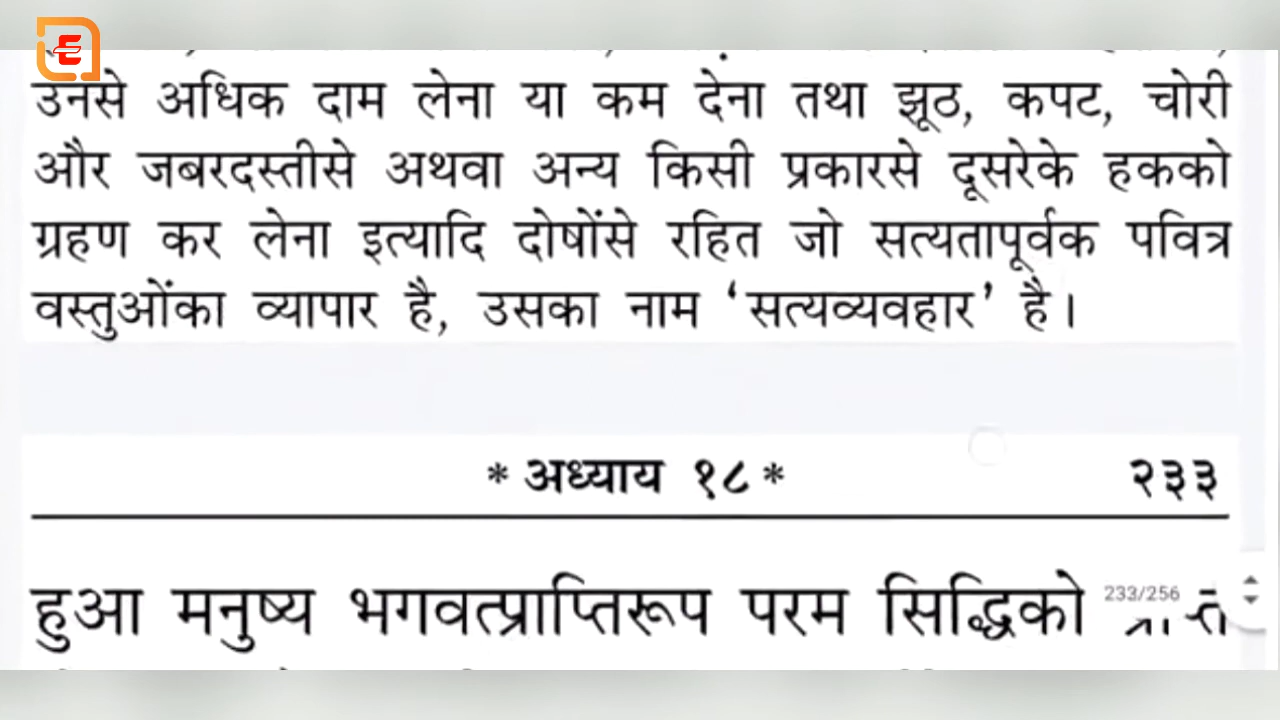 उनसे अधिक दाम लेना या कम देना तथा झूठ, कपट, चोरी
और जबरदस्तीसे अथवा अन्य किसी प्रकारसे दूसरेके हकको
ग्रहण कर लेना इत्यादि दोषोंसे रहित जो सत्यतापूर्वक पवित्र
वस्तुओंका व्यापार है, उसका नाम ‘सत्यव्यवहार’ है।
* अध्याय १८ * २३३
हुआ मनुष्य भगवत्प्राप्तिरूप परम सिद्धिको
233/256